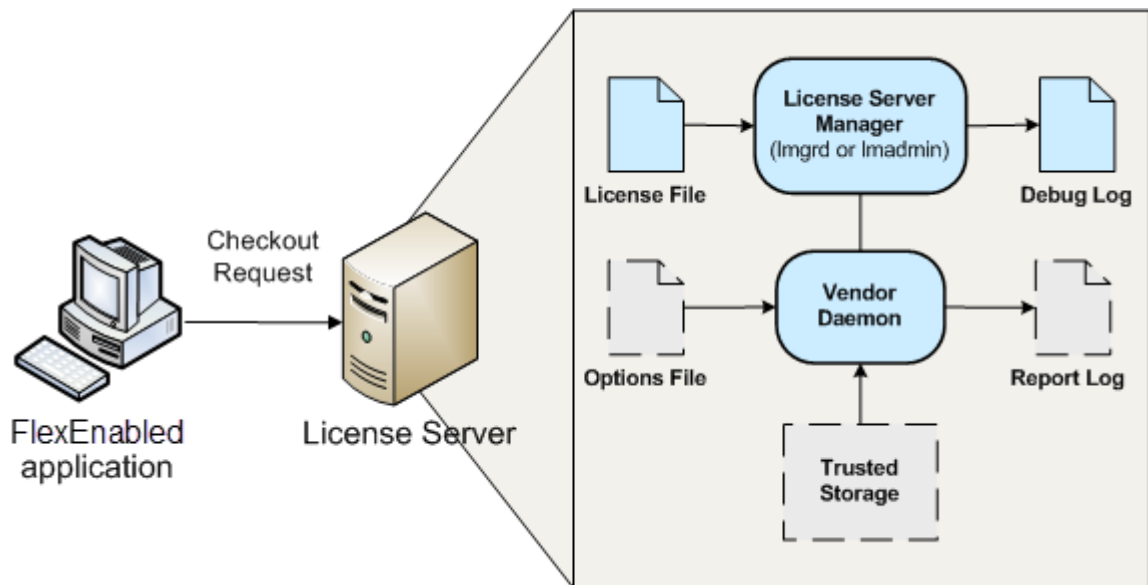 FlexEnabled
application
Checkout
Request
License Server
License File
License Server
Manager
(lmgrd or lmadmin)
Debug Log
Options File
Vendor
Daemon
Report Log
Trusted
Storage